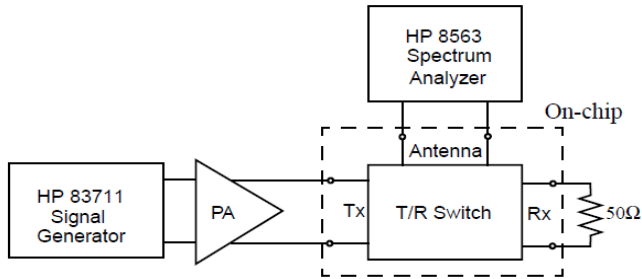 HP 8563
Spectrum
Analyzer
On-chip
Antenna
HP 83711
Signal
Generator
PA
Tx
T/R Switch
Rx
50Ω